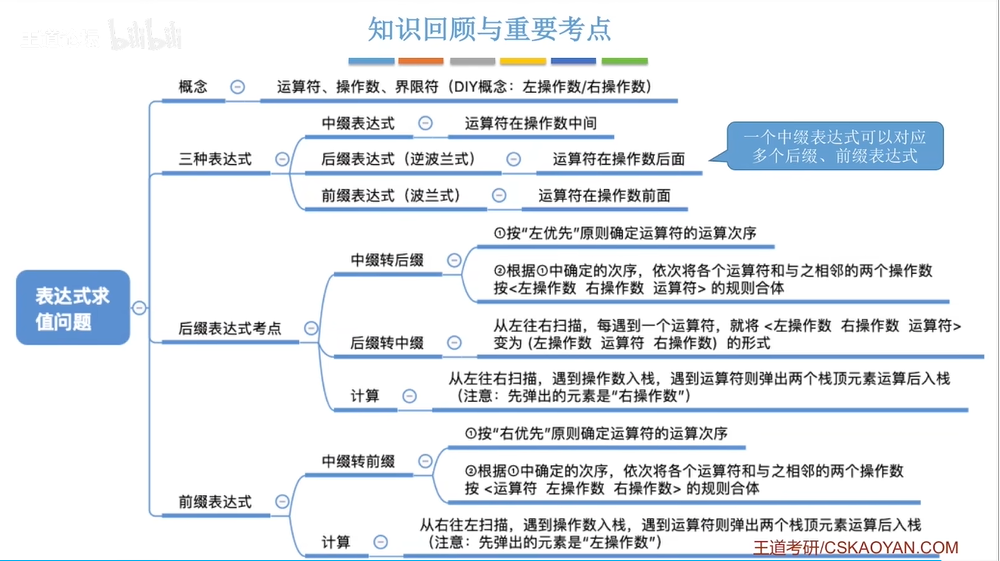 知识回顾与重要考点
bilibili
概念
运算符、操作数、界限符（DIY概念：左操作数/右操作数）
三种表达式
中缀表达式
运算符在操作数中间
后缀表达式（逆波兰式）
运算符在操作数后面
前缀表达式（波兰式）
运算符在操作数前面
一个中缀表达式可以对应
多个后缀、前缀表达式
表达式求
值问题
后缀表达式考点
中缀转后缀
①按“左优先”原则确定运算符的运算次序
②根据①中确定的次序，依次将各个运算符和与之相邻的两个操作数
按<左操作数 右操作数 运算符> 的规则合体
后缀转中缀
从左往右扫描，每遇到一个运算符，就将 <左操作数 右操作数 运算符>
变为 (左操作数 运算符 右操作数) 的形式
计算
从左往右扫描，遇到操作数入栈，遇到运算符则弹出两个栈顶元素运算后入栈
（注意：先弹出的元素是“右操作数”）
前缀表达式
中缀转前缀
①按“右优先”原则确定运算符的运算次序
②根据①中确定的次序，依次将各个运算符和与之相邻的两个操作数
按 <运算符 左操作数 右操作数> 的规则合体
计算
从右往左扫描，遇到操作数入栈，遇到运算符则弹出两个栈顶元素运算后入栈
（注意：先弹出的元素是“左操作数”）
王道考研/CSKAOYAN.COM